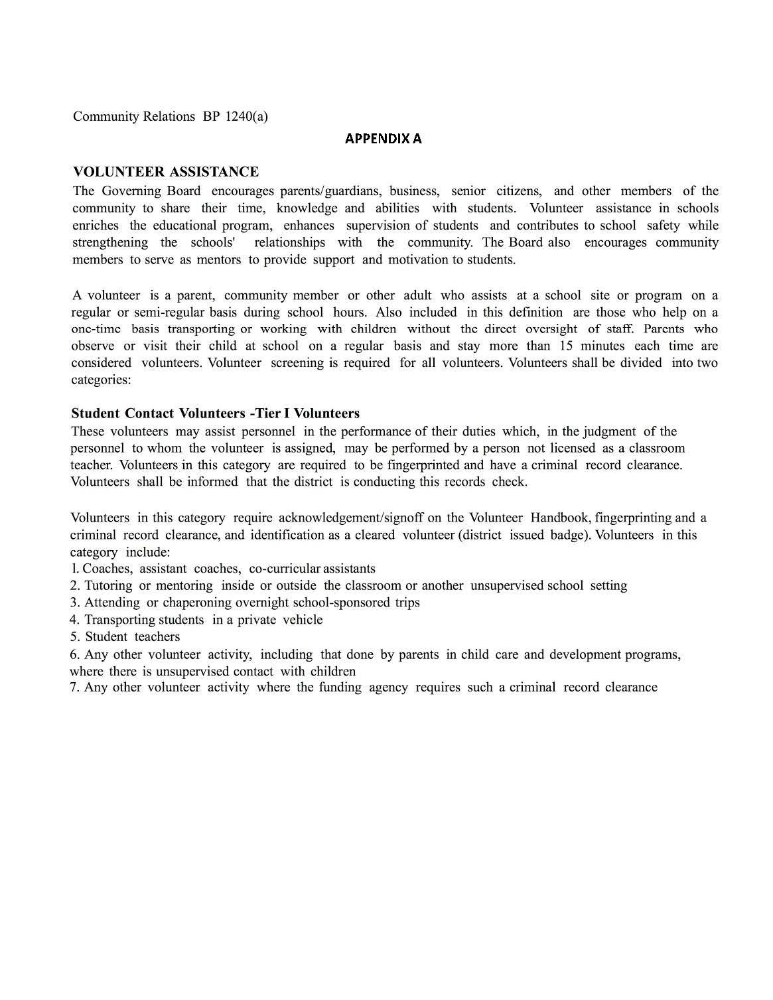 Community Relations BP 1240(a)
APPENDIX A
VOLUNTEER ASSISTANCE
The Governing Board encourages parents/guardians, business, senior citizens, and other members of the
community to share their time, knowledge and abilities with students. Volunteer assistance in schools
enriches the educational program, enhances supervision of students and contributes to school safety while
strengthening the schools' relationships with the community. The Board also encourages community
members to serve as mentors to provide support and motivation to students.
A volunteer is a parent, community member or other adult who assists at a school site or program on a
regular or semi-regular basis during school hours. Also included in this definition are those who help on a
one-time basis transporting or working with children without the direct oversight of staff. Parents who
observe or visit their child at school on a regular basis and stay more than 15 minutes each time are
considered volunteers. Volunteer screening is required for all volunteers. Volunteers shall be divided into two
categories:
Student Contact Volunteers -Tier I Volunteers
These volunteers may assist personnel in the performance of their duties which, in the judgment of the
personnel to whom the volunteer is assigned, may be performed by a person not licensed as a classroom
teacher. Volunteers in this category are required to be fingerprinted and have a criminal record clearance.
Volunteers shall be informed that the district is conducting this records check.
Volunteers in this category require acknowledgement/signoff on the Volunteer Handbook, fingerprinting and a
criminal record clearance, and identification as a cleared volunteer (district issued badge). Volunteers in this
category include:
1. Coaches, assistant coaches, co-curricular assistants
2. Tutoring or mentoring inside or outside the classroom or another unsupervised school setting
3. Attending or chaperoning overnight school-sponsored trips
4. Transporting students in a private vehicle
5. Student teachers
6. Any other volunteer activity, including that done by parents in child care and development programs,
where there is unsupervised contact with children
7. Any other volunteer activity where the funding agency requires such a criminal record clearance